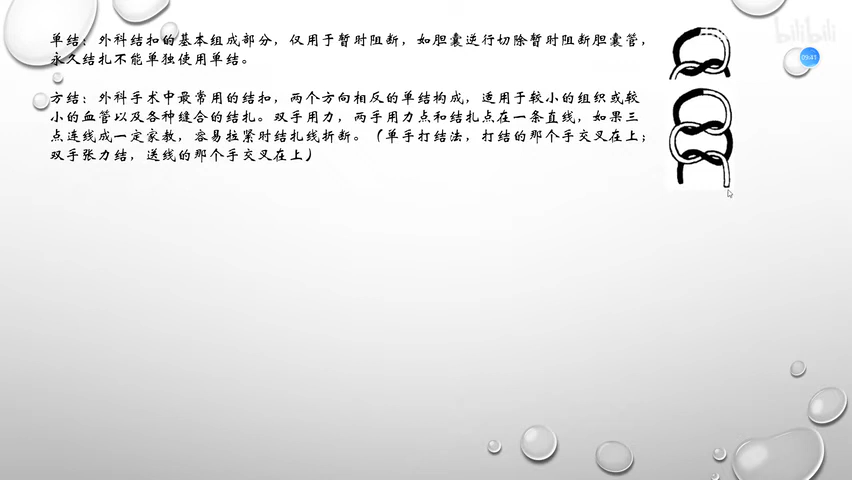 bilibili
09:41
单结：外科结扣的基本组成部分，仅用于暂时阻断，如胆囊逆行切除暂时阻断胆囊管，
永久结扎不能单独使用单结。
方结：外科手术中最常用的结扣，两个方向相反的单结构成，适用于较小的组织或较
小的血管以及各种缝合的结扎。双手用力，两手用力点和结扎点在一条直线，如果三
点连线成一定家教，容易拉紧时结扎线折断。（单手打结法，打结的那个手交叉在上；
双手张力结，送线的那个手交叉在上）